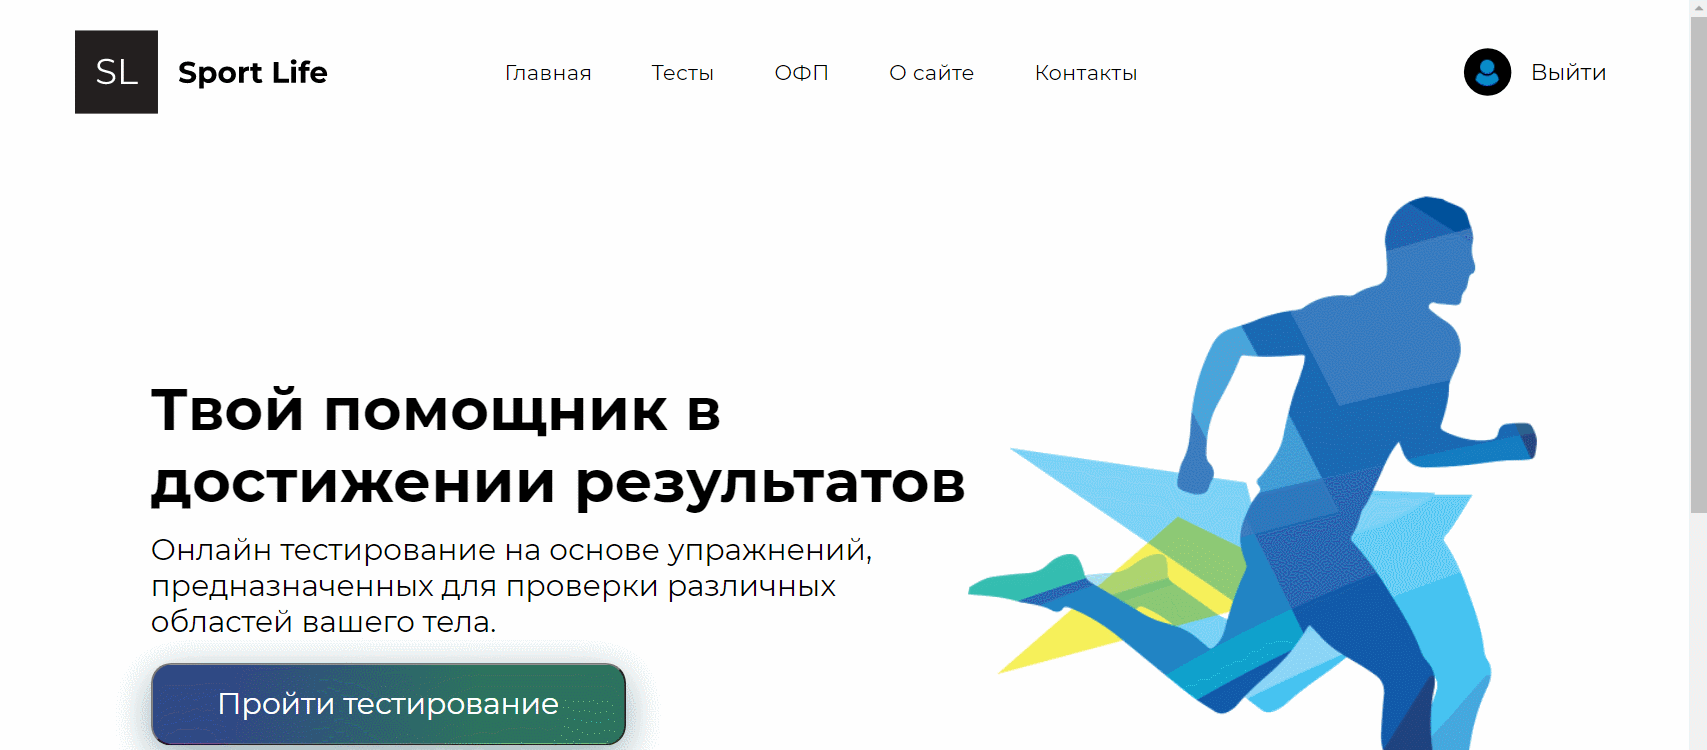 SL Sport Life Главная Тесты ОФП О сайте Контакты Выйти
Твой помощник в
достижении результатов
Онлайн тестирование на основе упражнений,
предназначенных для проверки различных
областей вашего тела.
Пройти тестирование